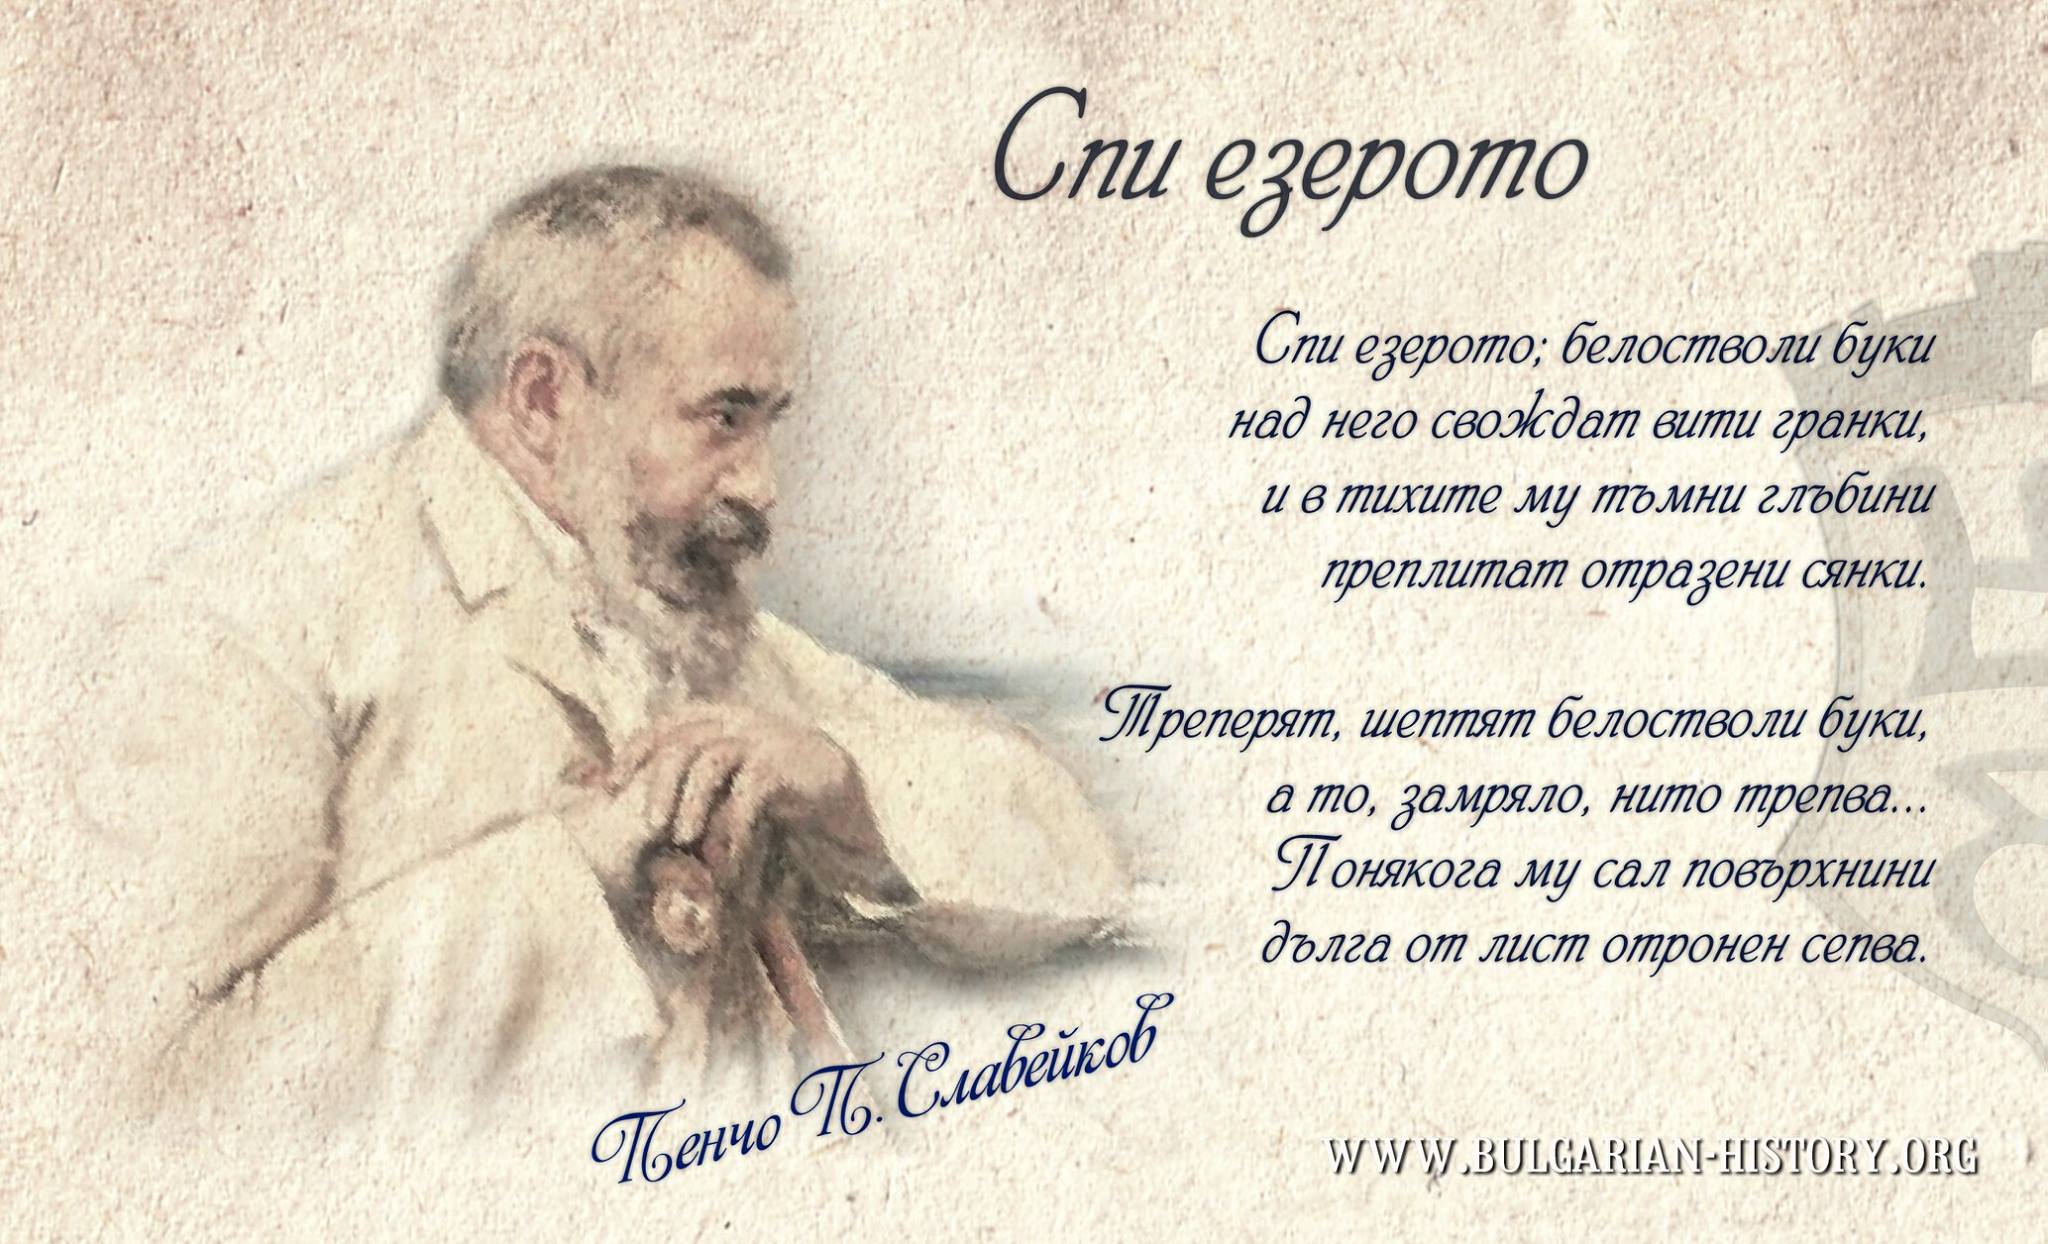 Спи езерото
Спи езерото; белостволи буки
над него свождат вити гранки,
и в тихите му тъмни глъбини
преплитат отразени сянки.
Треперят, шептят белостволи буки,
а то, замряло, нито трепва...
Понякога му сал повърхнини
дълга от лист отронен сепва.
Пенчо П. Славейков
WWW.BULGARIAN-HISTORY.ORG